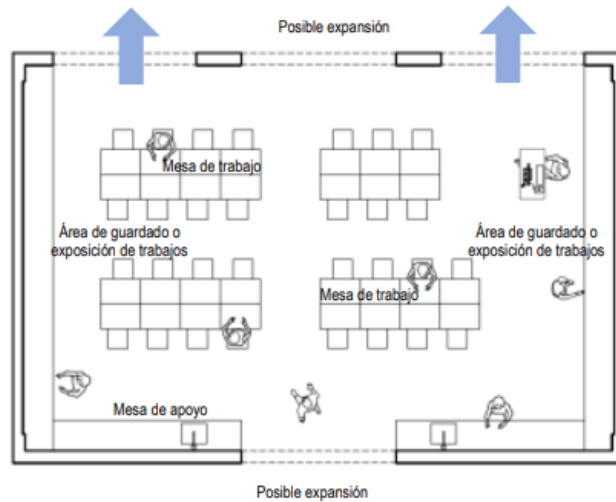 Posible expansión
Mesa de trabajo
Área de guardado o
exposición de trabajos
Área de guardado o
exposición de trabajos
Mesa de trabajo
Mesa de apoyo
Posible expansión